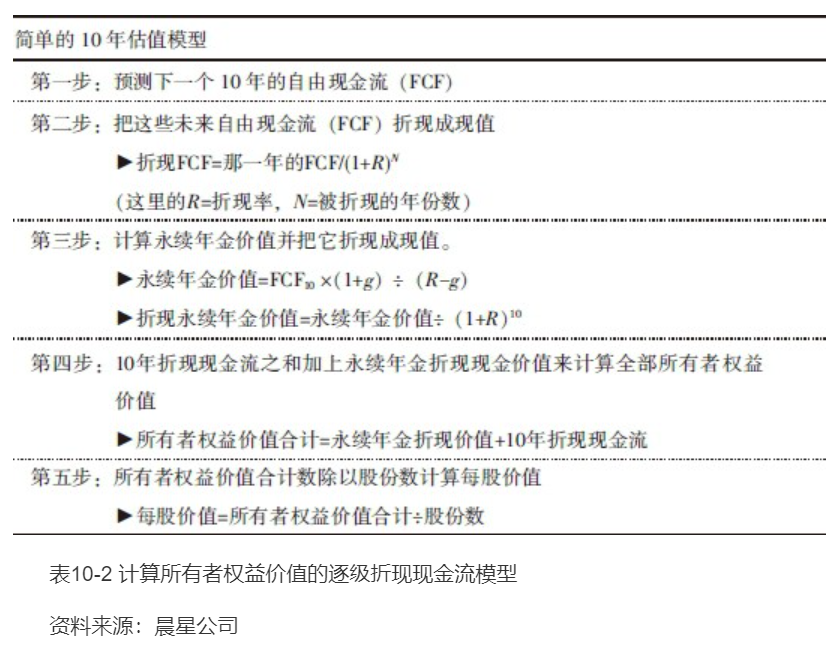 简单的 10 年估值模型
第一步：预测下一个 10 年的自由现金流（FCF）
第二步：把这些未来自由现金流（FCF）折现成现值
▶折现FCF=那一年的FCF/(1+R)ᴺ
(这里的R=折现率，N=被折现的年份数)
第三步：计算永续年金价值并把它折现成现值。
▶永续年金价值=FCF₁₀ ×(1+g) ÷ (R–g)
▶折现永续年金价值=永续年金价值÷ (1+R)¹⁰
第四步：10年折现现金流之和加上永续年金折现现金价值来计算全部所有者权益
价值
▶所有者权益价值合计=永续年金折现价值+10年折现现金流
第五步：所有者权益价值合计数除以股份数计算每股价值
▶每股价值=所有者权益价值合计÷股份数
表10-2 计算所有者权益价值的逐级折现现金流模型
资料来源：晨星公司